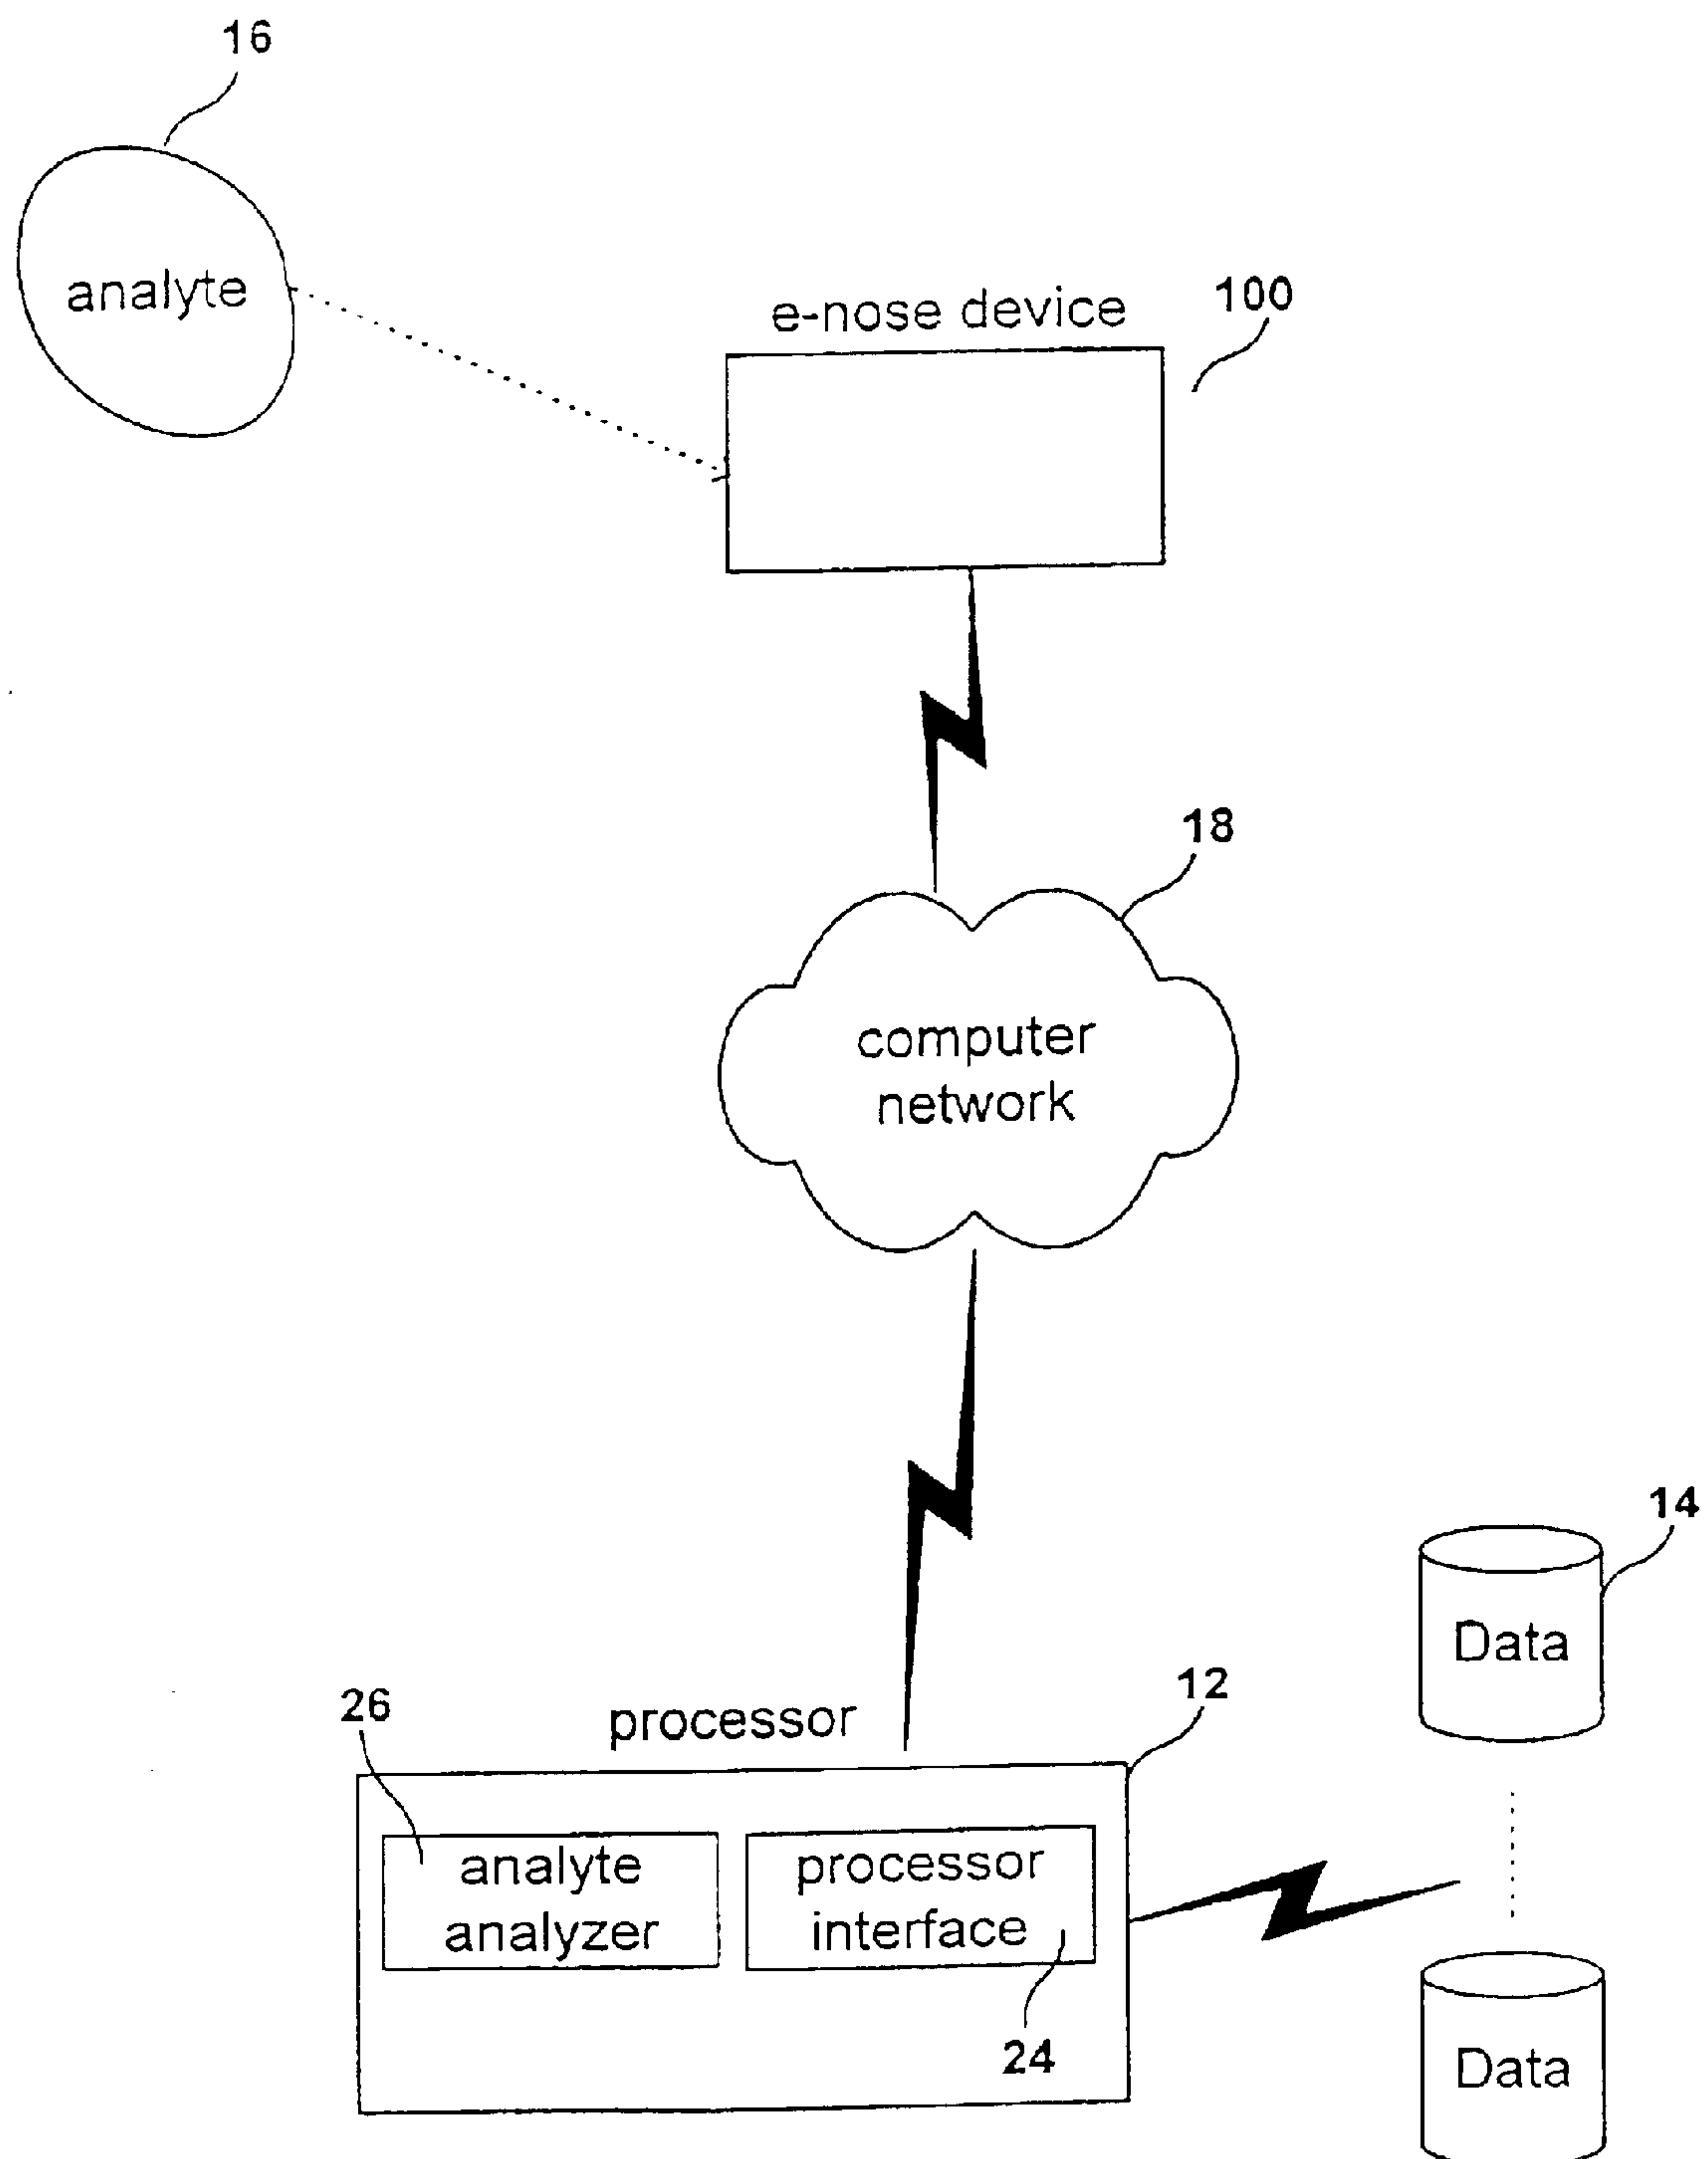 16
analyte
e-nose device
100
18
computer
network
14
Data
processor
12
26
analyte
analyzer
processor
interface
24
Data